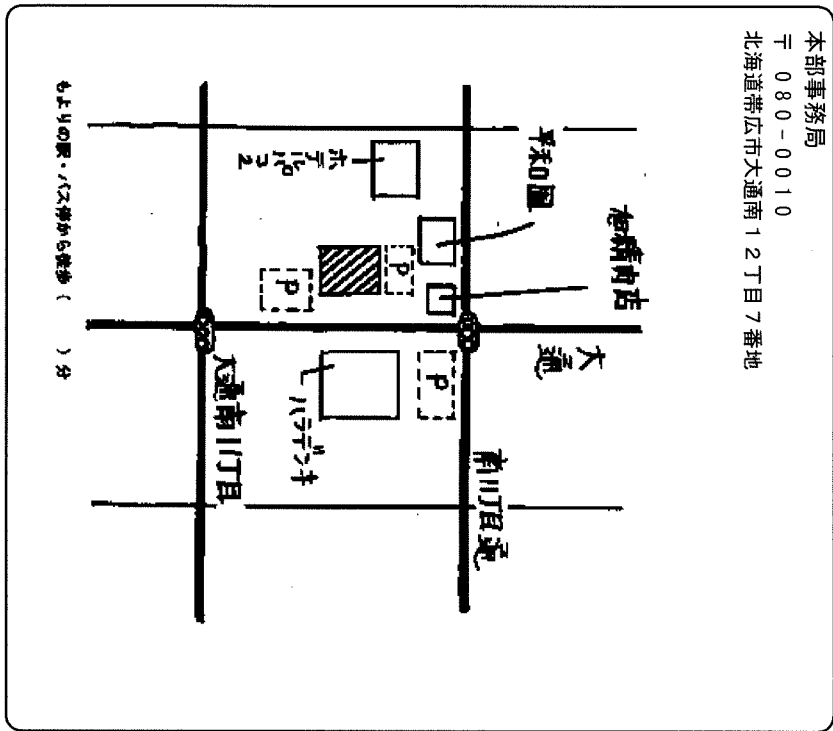 本部事務局
〒 080-0010
北海道帯広市大通南12丁目7番地
大通
平和園
南11丁目通
P
P
ホテルパコ2
P
ハラデンキ
大通南11丁目
もよりの駅・バス停から徒歩（　　）分